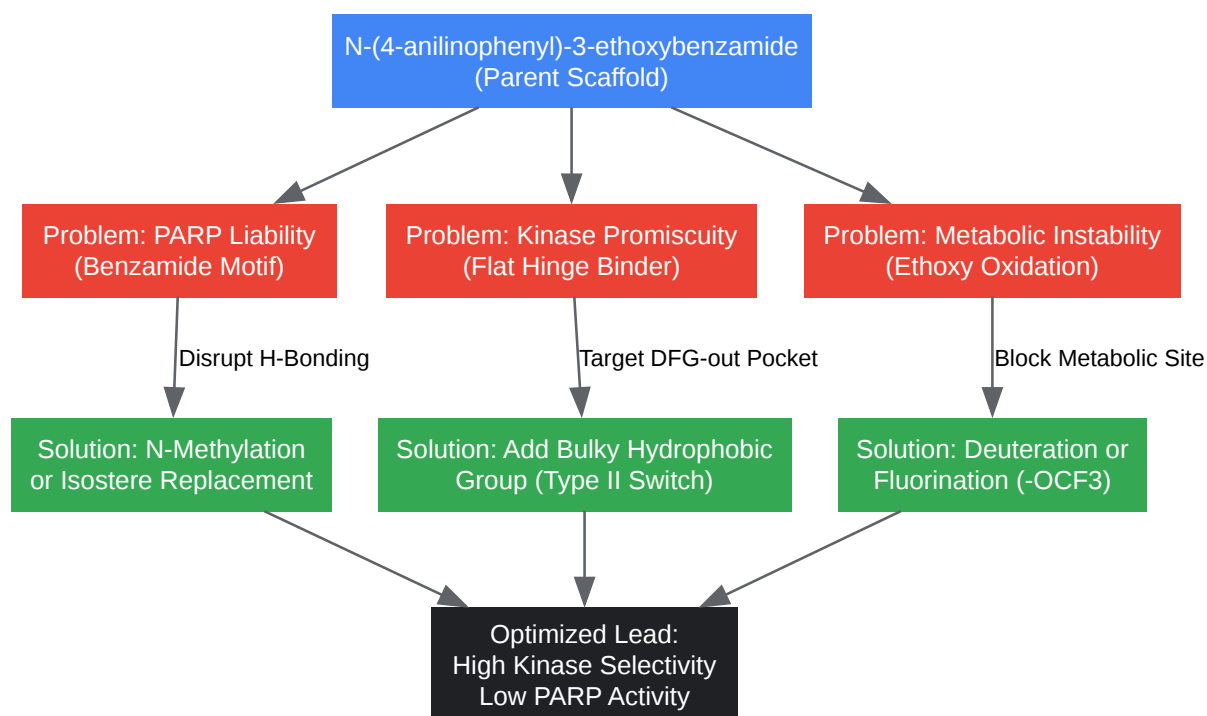 N-(4-anilinophenyl)-3-ethoxybenzamide
(Parent Scaffold)
Problem: PARP Liability
(Benzamide Motif)
Problem: Kinase Promiscuity
(Flat Hinge Binder)
Problem: Metabolic Instability
(Ethoxy Oxidation)
Disrupt H-Bonding
Target DFG-out Pocket
Block Metabolic Site
Solution: N-Methylation
or Isostere Replacement
Solution: Add Bulky Hydrophobic
Group (Type II Switch)
Solution: Deuteration or
Fluorination (-OCF3)
Optimized Lead:
High Kinase Selectivity
Low PARP Activity